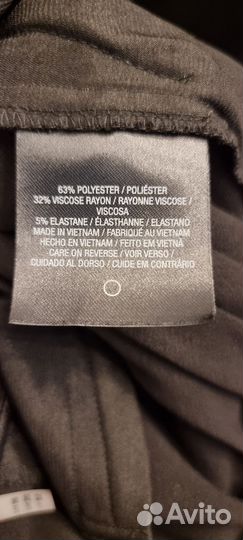 63% POLYESTER / POLIÉSTER
32% VISCOSE RAYON / RAYONNE VISCOSE /
VISCOSA
5% ELASTANE / ÉLASTHANNE / ELASTANO
MADE IN VIETNAM / FABRIQUÉ AU VIETNAM /
HECHO EN VIETNAM / FEITO EM VIETNÃ
CARE ON REVERSE / VOIR VERSO /
CUIDADO AL DORSO / CUIDE EM CONTRÁRIO
Avito